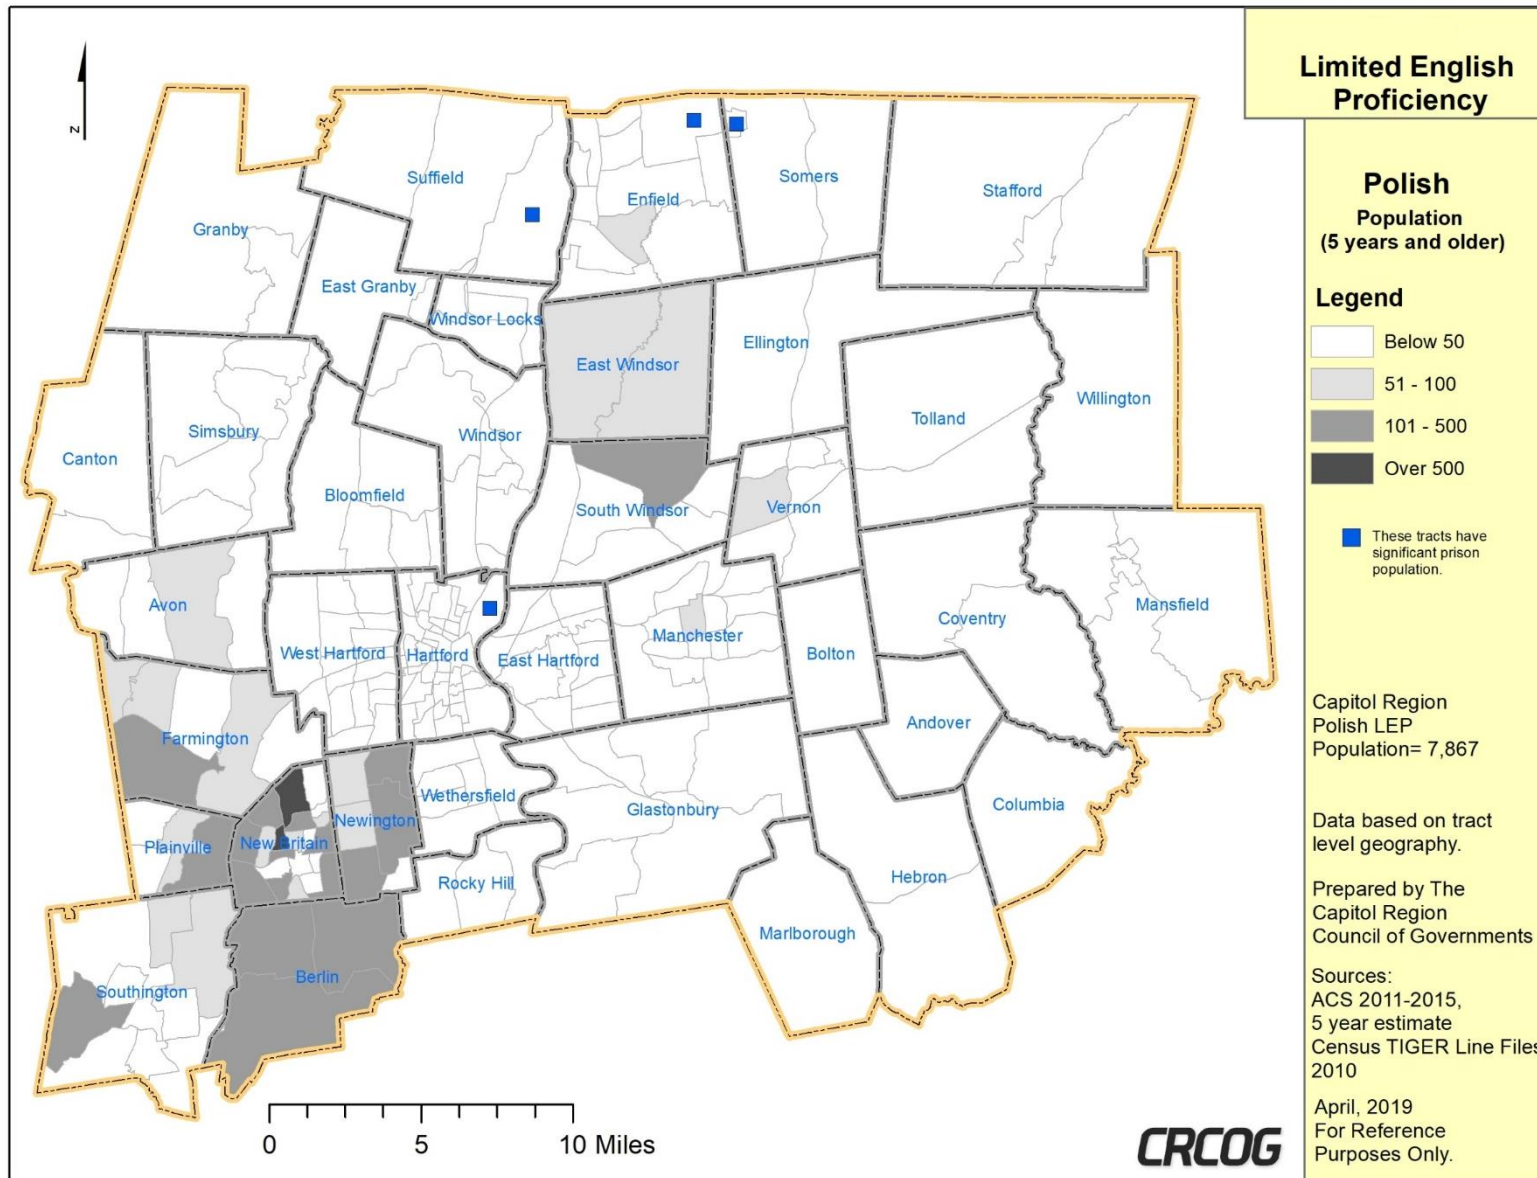 Limited English
Proficiency
Polish
Population
(5 years and older)
Legend
Below 50
51 - 100
101 - 500
Over 500
These tracts have
significant prison
population.
Capitol Region
Polish LEP
Population= 7,867
Data based on tract
level geography.
Prepared by The
Capitol Region
Council of Governments
Sources:
ACS 2011-2015,
5 year estimate
Census TIGER Line Files
2010
April, 2019
For Reference
Purposes Only.
z
Suffield
Enfield
Somers
Stafford
Granby
East Granby
Windsor Locks
East Windsor
Ellington
Tolland
Willington
Canton
Simsbury
Windsor
Bloomfield
South Windsor
Vernon
Avon
West Hartford
Hartford
East Hartford
Manchester
Bolton
Coventry
Mansfield
Andover
Farmington
Wethersfield
Glastonbury
Columbia
Plainville
New Britain
Newington
Rocky Hill
Hebron
Marlborough
Southington
Berlin
0 5 10 Miles
CRCOG